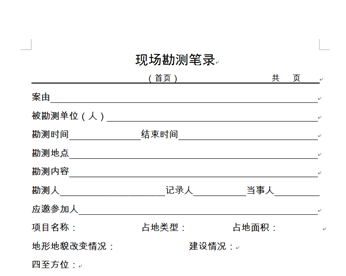 现场勘测笔录
（首页） 共 页
案由
被勘测单位（人）
勘测时间 结束时间
勘测地点
勘测内容
勘测人 记录人 当事人
应邀参加人
项目名称： 占地类型： 占地面积：
地形地貌改变情况： 建设情况：
四至方位：